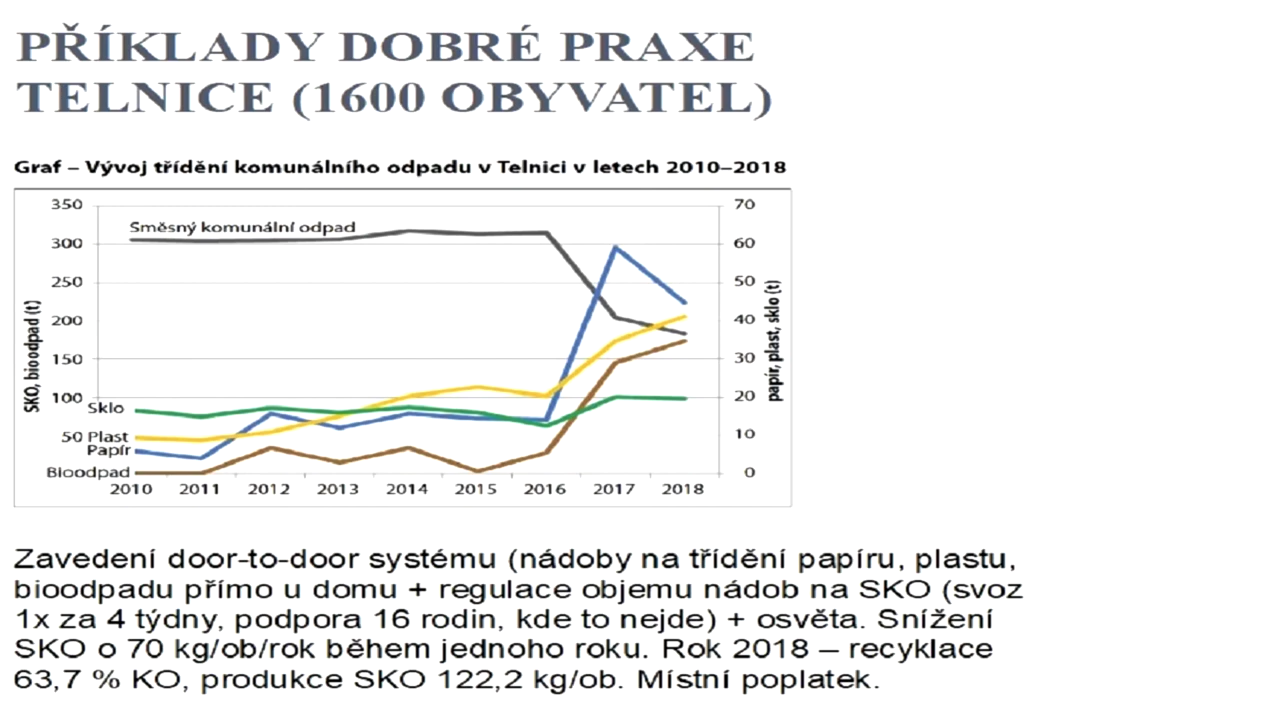 PŘÍKLADY DOBRÉ PRAXE
TELNICE (1600 OBYVATEL)
Graf – Vývoj třídění komunálního odpadu v Telnici v letech 2010–2018
350
300
250
200
150
100
50
SKO, bioodpad (t)
Směsný komunální odpad
Sklo
Plast
Papír
Bioodpad
70
60
50
40
30
20
10
0
papír, plast, sklo (t)
2010 2011 2012 2013 2014 2015 2016 2017 2018
Zavedení door-to-door systému (nádoby na třídění papíru, plastu,
bioodpadu přímo u domu + regulace objemu nádob na SKO (svoz
1x za 4 týdny, podpora 16 rodin, kde to nejde) + osvěta. Snížení
SKO o 70 kg/ob/rok během jednoho roku. Rok 2018 – recyklace
63,7 % KO, produkce SKO 122,2 kg/ob. Místní poplatek.